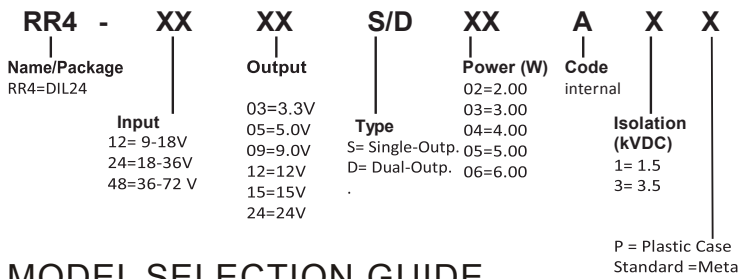 RR4 - XX XX S/D XX A X X
Name/Package
RR4=DIL24
Input
12= 9-18V
24=18-36V
48=36-72 V
Output
03=3.3V
05=5.0V
09=9.0V
12=12V
15=15V
24=24V
Type
S= Single-Outp.
D= Dual-Outp.
.
Power (W)
02=2.00
03=3.00
04=4.00
05=5.00
06=6.00
Code
internal
Isolation
(kVDC)
1= 1.5
3= 3.5
P = Plastic Case
Standard =Meta
MODEL SELECTION GUIDE